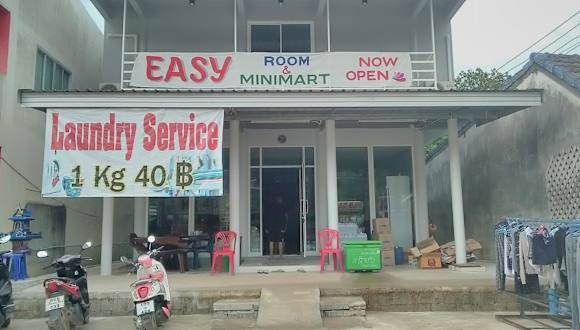 EASY
ROOM
&
MINIMART
NOW
OPEN
Laundry Service
1 Kg 40 ฿